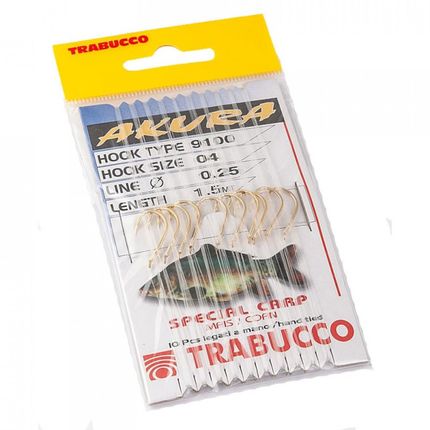 TRABUCCO
AKURA
HOOK TYPE 9100
HOOK SIZE 04
LINE Ø 0.25
LENGTH 1.5MT
SPECIAL CARP
MAIS / CORN
10 Pcs legati a mano/hand tied
TRABUCCO